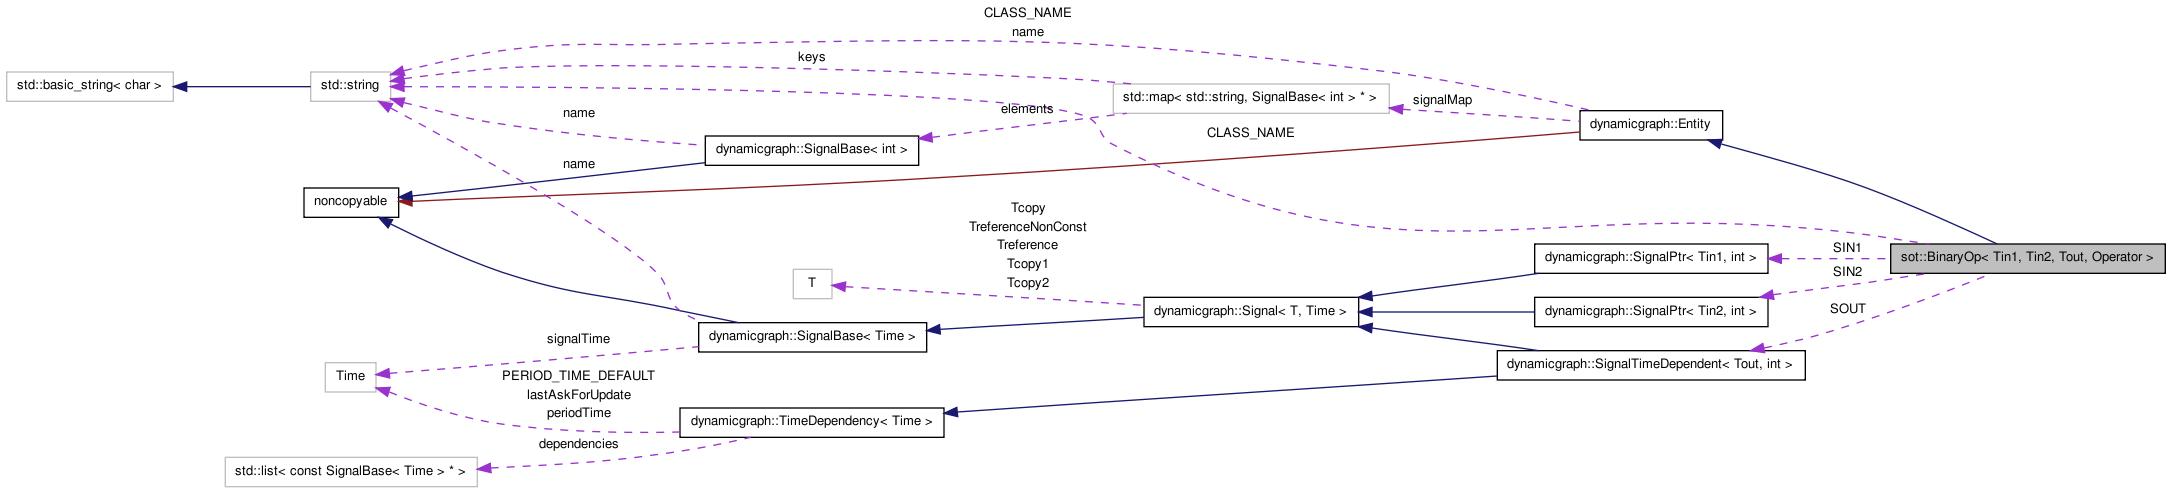 CLASS_NAME
name
keys
std::basic_string< char >
std::string
std::map< std::string, SignalBase< int > * >
signalMap
elements
name
dynamicgraph::Entity
CLASS_NAME
dynamicgraph::SignalBase< int >
name
noncopyable
Tcopy
TreferenceNonConst
Treference
Tcopy1
Tcopy2
T
SIN1
dynamicgraph::SignalPtr< Tin1, int >
sot::BinaryOp< Tin1, Tin2, Tout, Operator >
SIN2
dynamicgraph::Signal< T, Time >
dynamicgraph::SignalPtr< Tin2, int >
SOUT
dynamicgraph::SignalBase< Time >
signalTime
dynamicgraph::SignalTimeDependent< Tout, int >
Time
PERIOD_TIME_DEFAULT
lastAskForUpdate
periodTime
dynamicgraph::TimeDependency< Time >
dependencies
std::list< const SignalBase< Time > * >